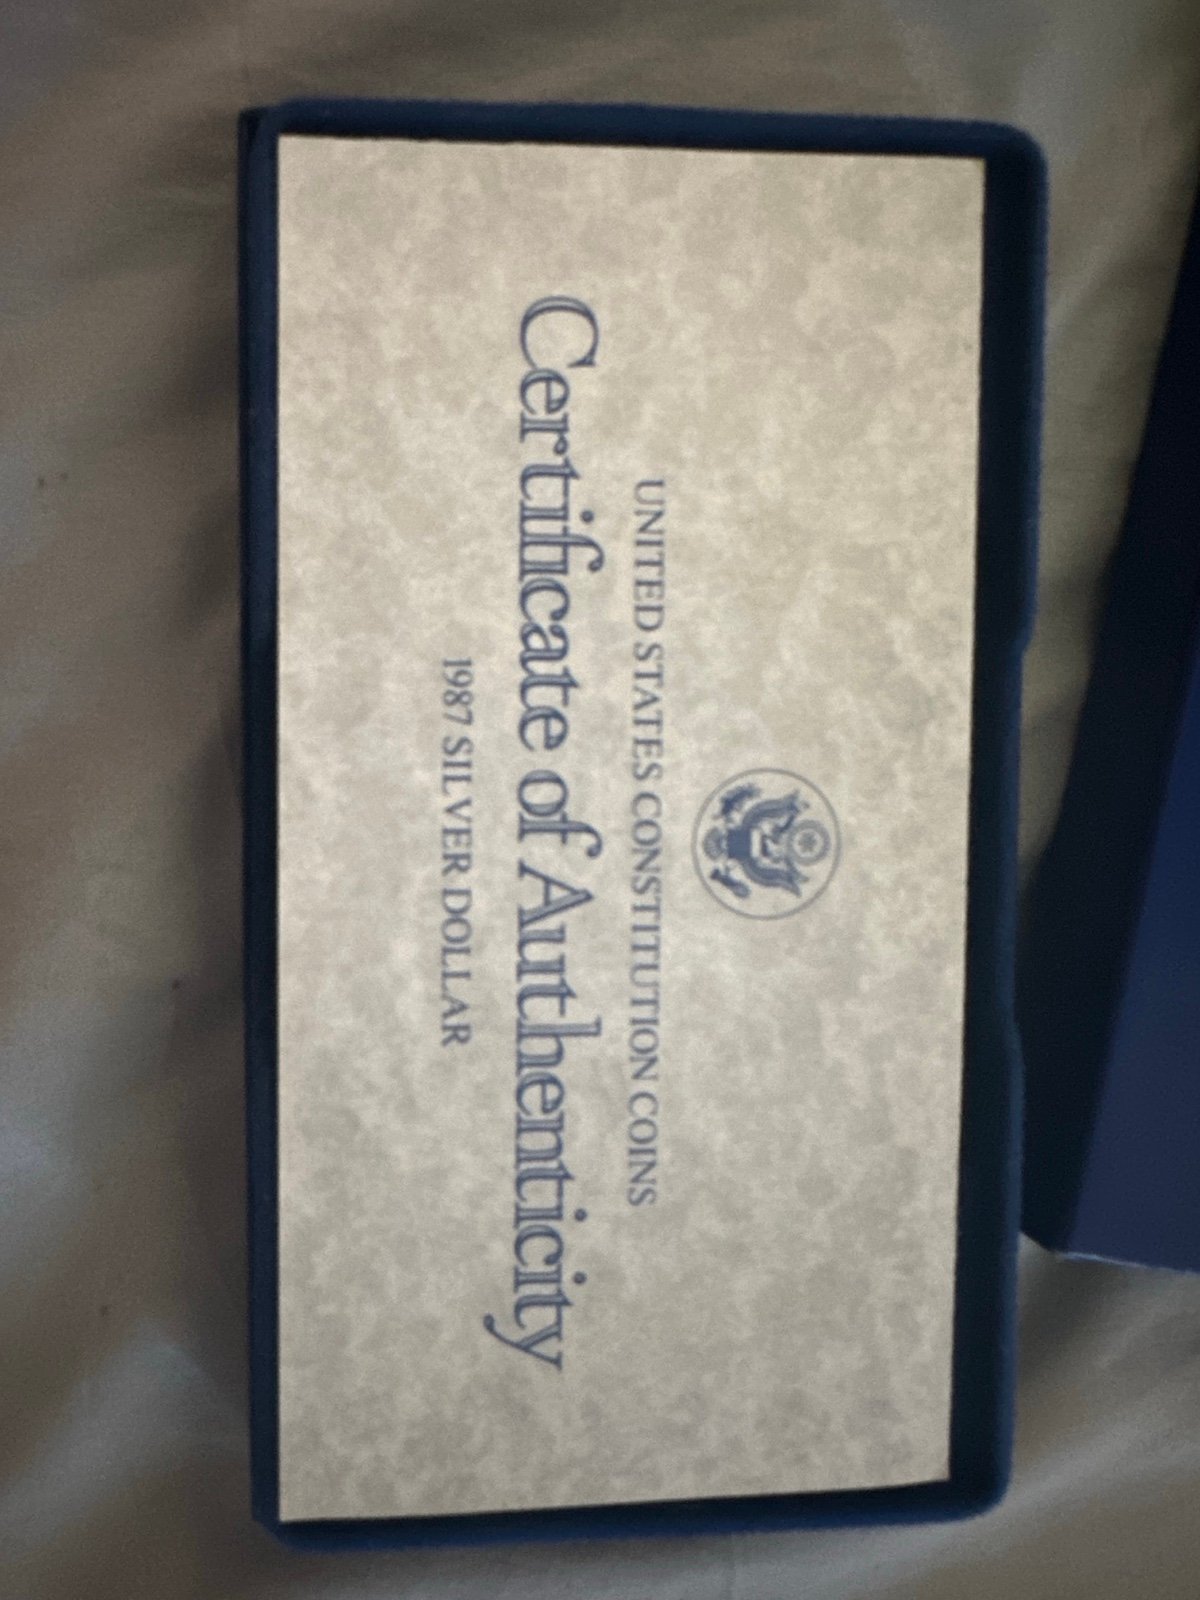 UNITED STATES CONSTITUTION COINS
Certificate of Authenticity
1987 SILVER DOLLAR